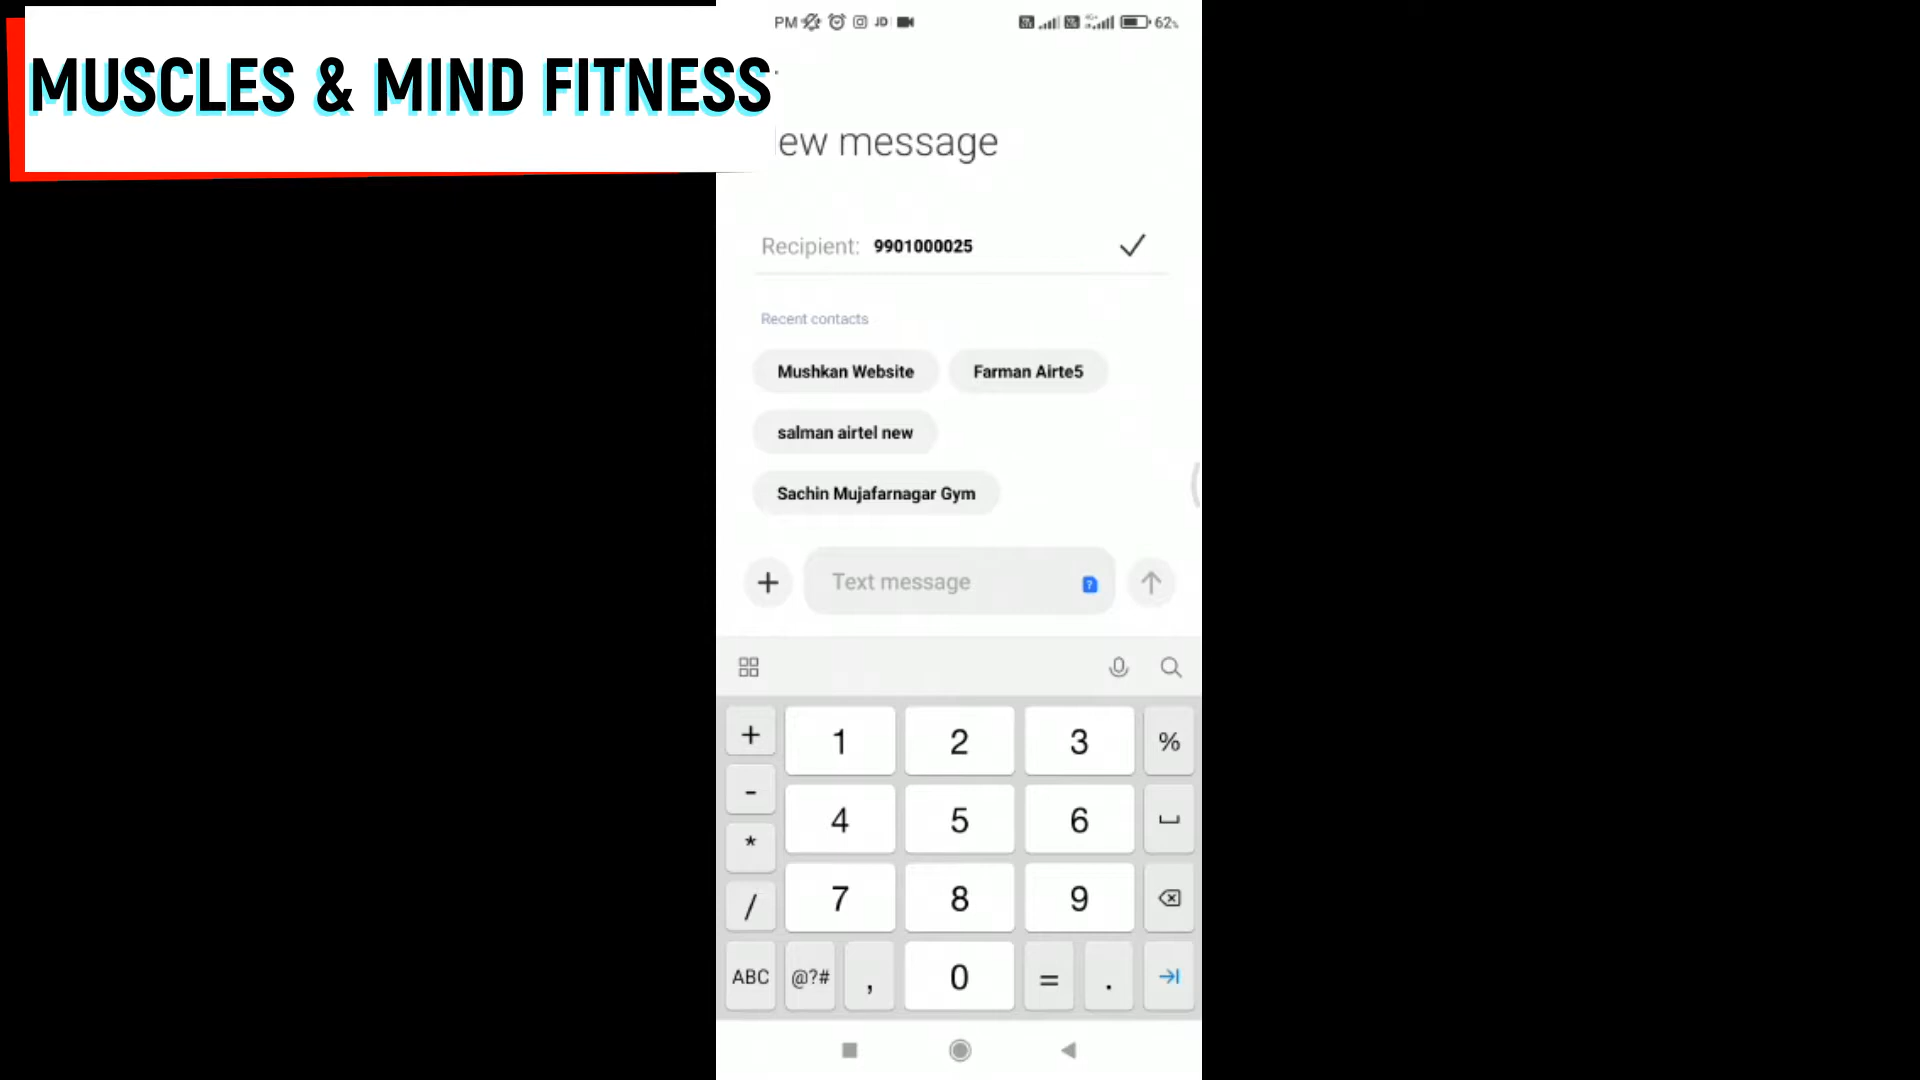 MUSCLES & MIND FITNESS
PM JD 62%
ew message
Recipient: 9901000025
Recent contacts
Mushkan Website
Farman Airte5
salman airtel new
Sachin Mujafarnagar Gym
+ Text message
+ 1 2 3 %
- 4 5 6
* 7 8 9
/
ABC @?# , 0 = .